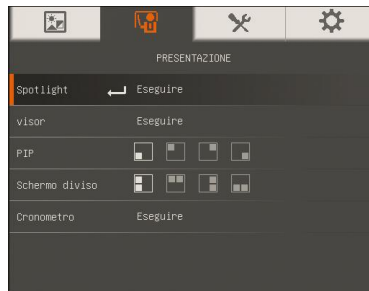 PRESENTAZIONE
Spotlight Eseguire
visor Eseguire
PIP
Schermo diviso
Cronometro Eseguire